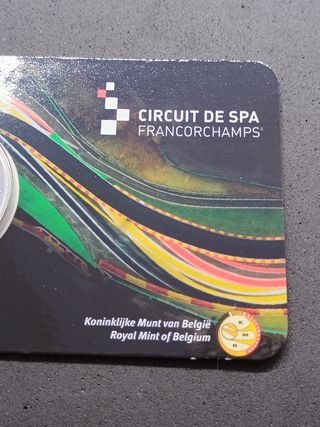 CIRCUIT DE SPA
FRANCORCHAMPS®
Koninklijke Munt van België
Royal Mint of Belgium
K M B